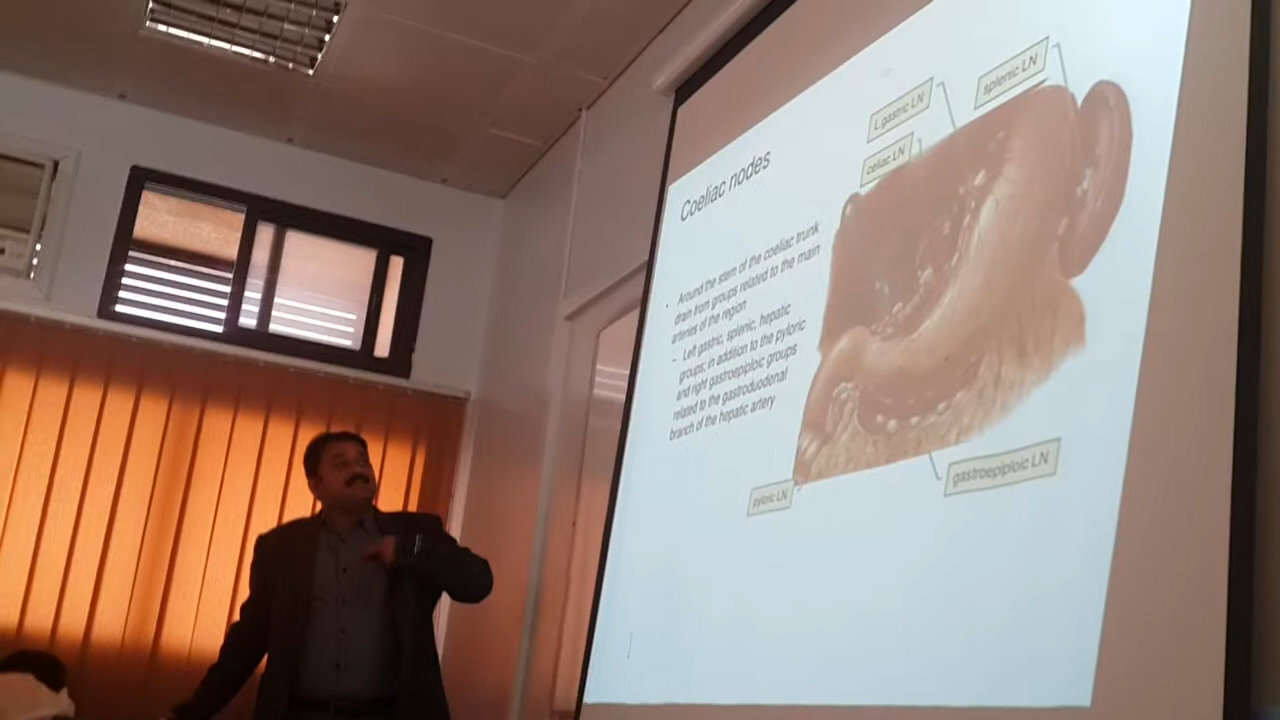 Coeliac nodes
• Around the stem of the coeliac trunk
drain from groups related to the main
arteries of the region
– Left gastric, splenic, hepatic
groups; in addition to the pyloric
and right gastroepiploic groups
related to the gastroduodenal
branch of the hepatic artery
splenic LN
L.gastric LN
celiac LN
gastroepiploic LN
pyloric LN